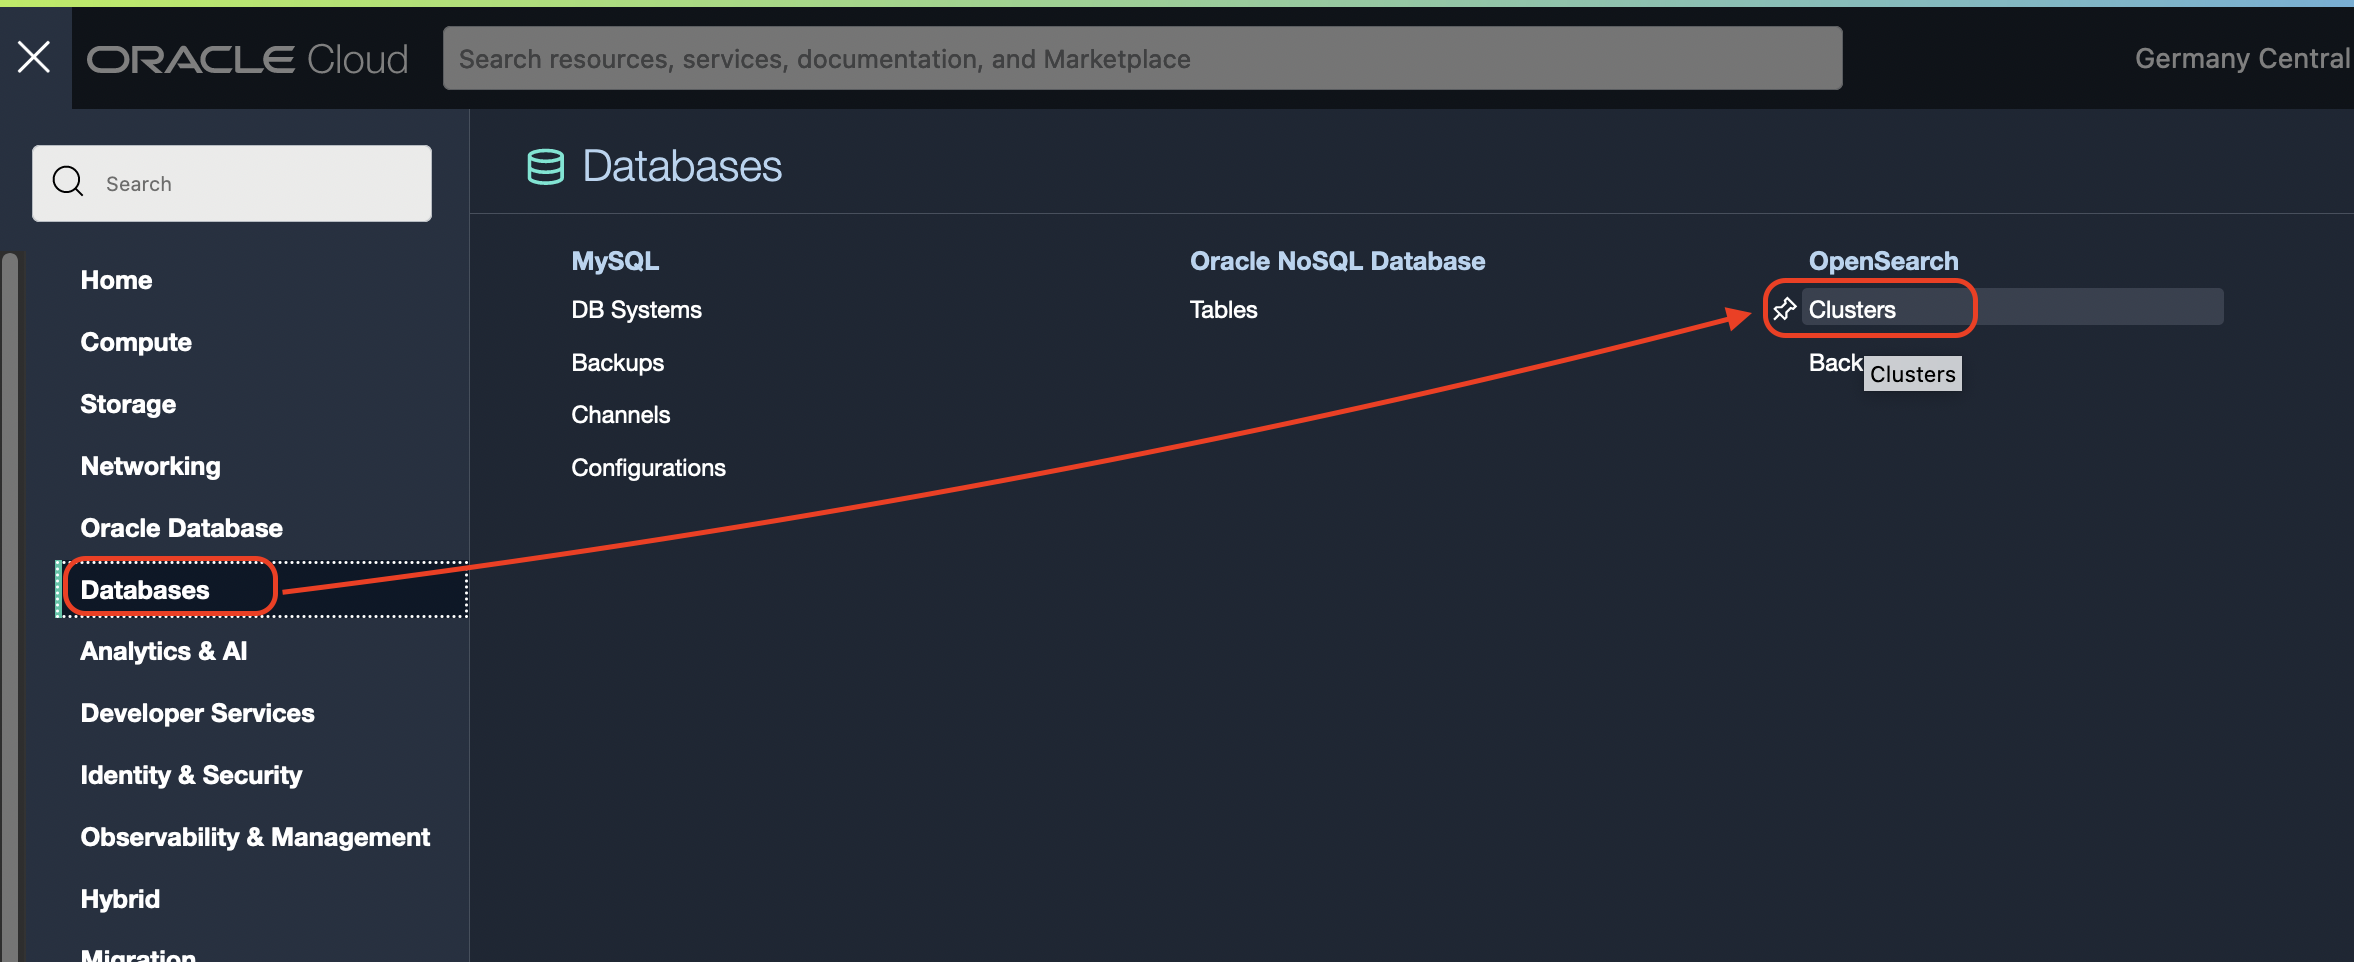 ORACLE Cloud
Search resources, services, documentation, and Marketplace
Germany Central
Search
Home
Compute
Storage
Networking
Oracle Database
Databases
Analytics & AI
Developer Services
Identity & Security
Observability & Management
Hybrid
Migration
Databases
MySQL
DB Systems
Backups
Channels
Configurations
Oracle NoSQL Database
Tables
OpenSearch
Clusters
Back
Clusters